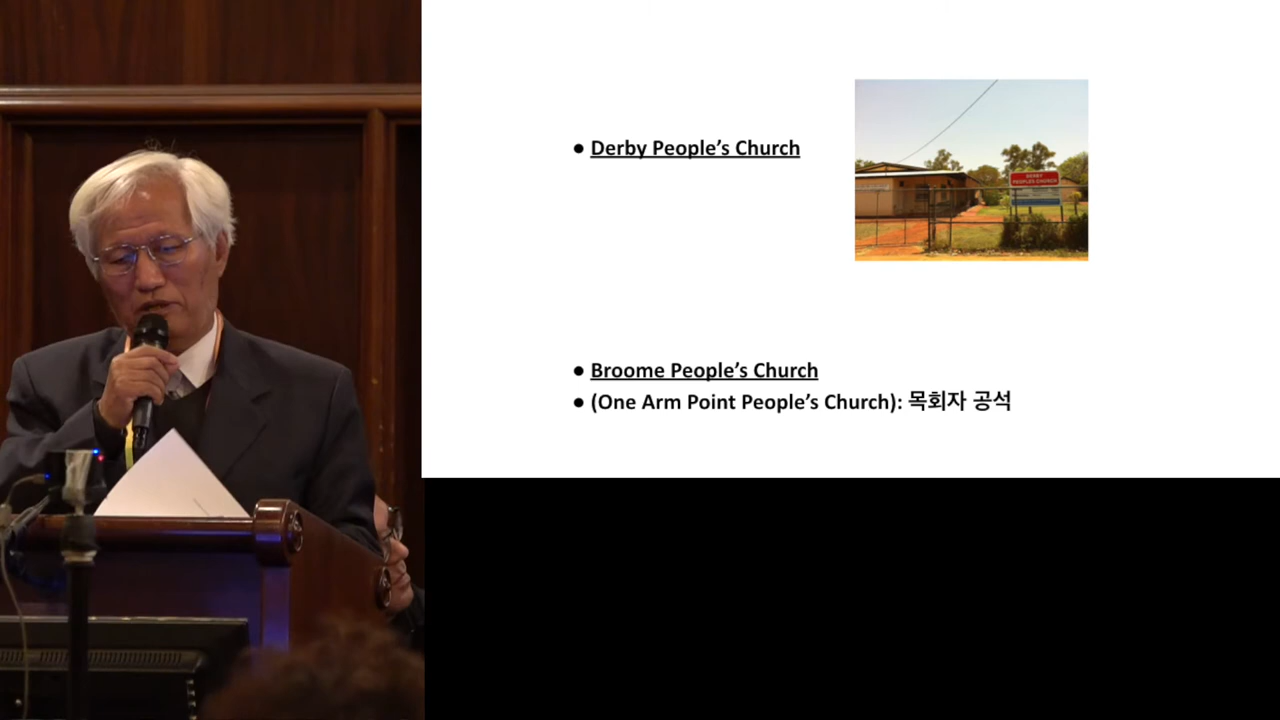 ● Derby People's Church
DERBY
PEOPLES CHURCH
● Broome People's Church
● (One Arm Point People's Church): 목회자 공석